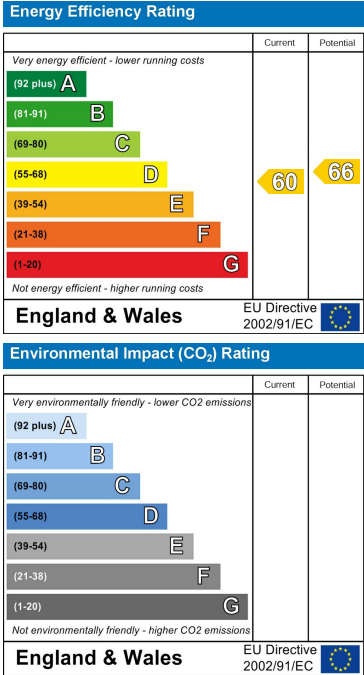 Energy Efficiency Rating
Current Potential
Very energy efficient - lower running costs
(92 plus) A
(81-91) B
(69-80) C
(55-68) D
(39-54) E
(21-38) F
(1-20) G
60
66
Not energy efficient - higher running costs
England & Wales
EU Directive
2002/91/EC
Environmental Impact (CO₂) Rating
Current Potential
Very environmentally friendly - lower CO2 emissions
(92 plus) A
(81-91) B
(69-80) C
(55-68) D
(39-54) E
(21-38) F
(1-20) G
Not environmentally friendly - higher CO2 emissions
England & Wales
EU Directive
2002/91/EC